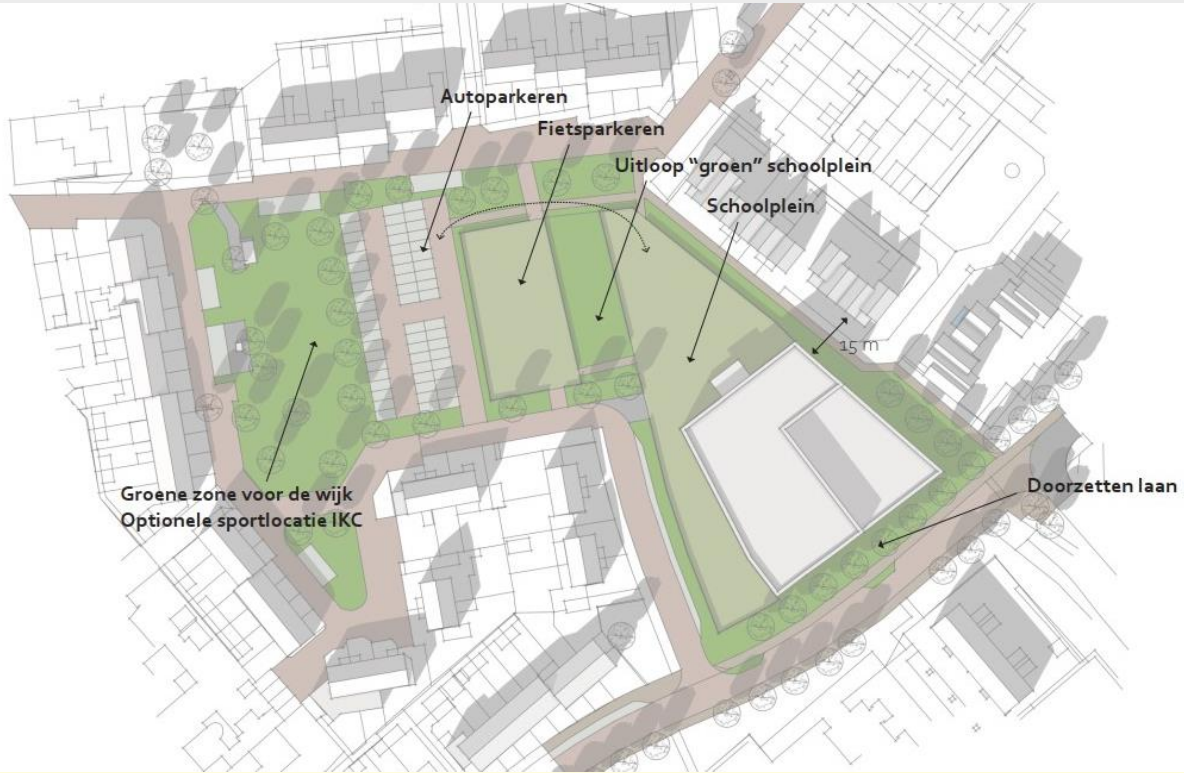 Autoparkeren
Fietsparkeren
Uitloop “groen” schoolplein
Schoolplein
15 m
Groene zone voor de wijk
Optionele sportlocatie IKC
Doorzetten laan